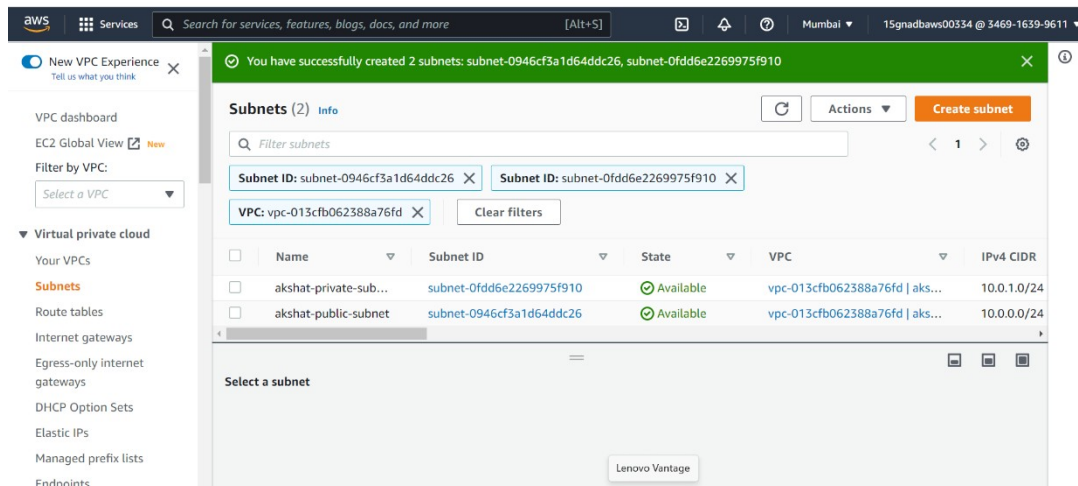 aws Services Search for services, features, blogs, docs, and more [Alt+S] Mumbai 15gnadbaws00334 @ 3469-1639-9611
New VPC Experience
Tell us what you think
VPC dashboard
EC2 Global View New
Filter by VPC:
Select a VPC
Virtual private cloud
Your VPCs
Subnets
Route tables
Internet gateways
Egress-only internet
gateways
DHCP Option Sets
Elastic IPs
Managed prefix lists
Endpoints
You have successfully created 2 subnets: subnet-0946cf3a1d64ddc26, subnet-0fdd6e2269975f910
Subnets (2) Info Actions Create subnet
Filter subnets 1
Subnet ID: subnet-0946cf3a1d64ddc26 Subnet ID: subnet-0fdd6e2269975f910
VPC: vpc-013cfb062388a76fd Clear filters
Name Subnet ID State VPC IPv4 CIDR
akshat-private-sub... subnet-0fdd6e2269975f910 Available vpc-013cfb062388a76fd | aks... 10.0.1.0/24
akshat-public-subnet subnet-0946cf3a1d64ddc26 Available vpc-013cfb062388a76fd | aks... 10.0.0.0/24
Select a subnet
Lenovo Vantage